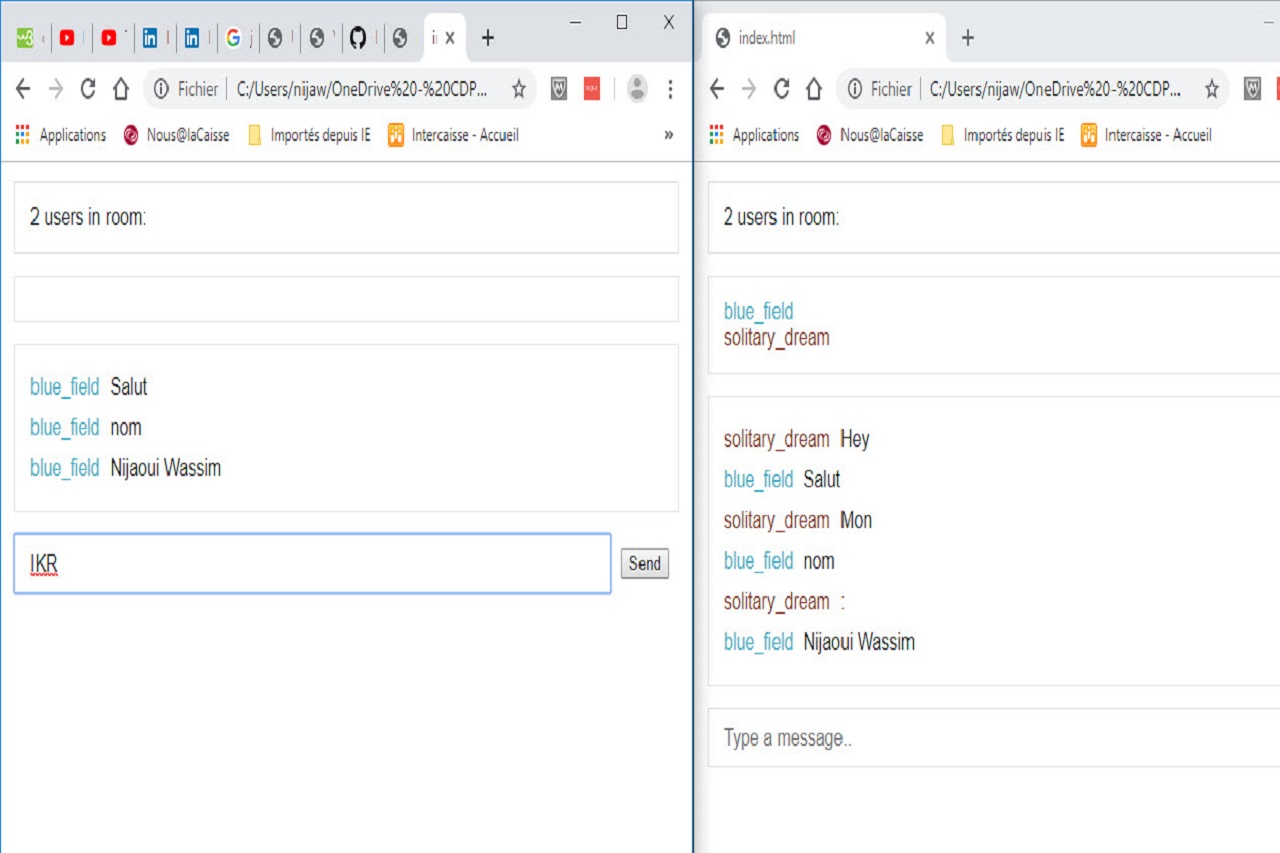 index.html
Fichier C:/Users/nijaw/OneDrive%20-%20CDP...
Fichier C:/Users/nijaw/OneDrive%20-%20CDP...
Applications Nous@laCaisse Importés depuis IE Intercaisse - Accueil »
Applications Nous@laCaisse Importés depuis IE Intercaisse - Accueil
2 users in room:
blue_field Salut
blue_field nom
blue_field Nijaoui Wassim
IKR
Send
2 users in room:
blue_field
solitary_dream
solitary_dream Hey
blue_field Salut
solitary_dream Mon
blue_field nom
solitary_dream :
blue_field Nijaoui Wassim
Type a message..